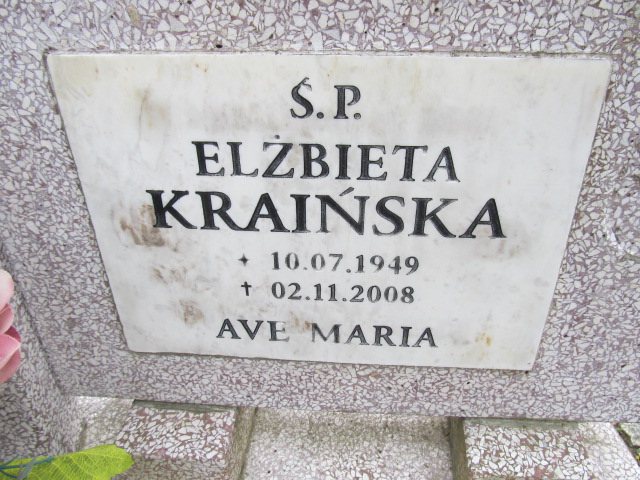 Ś.P.
ELŻBIETA
KRAIŃSKA
✦ 10.07.1949
✝ 02.11.2008
AVE MARIA